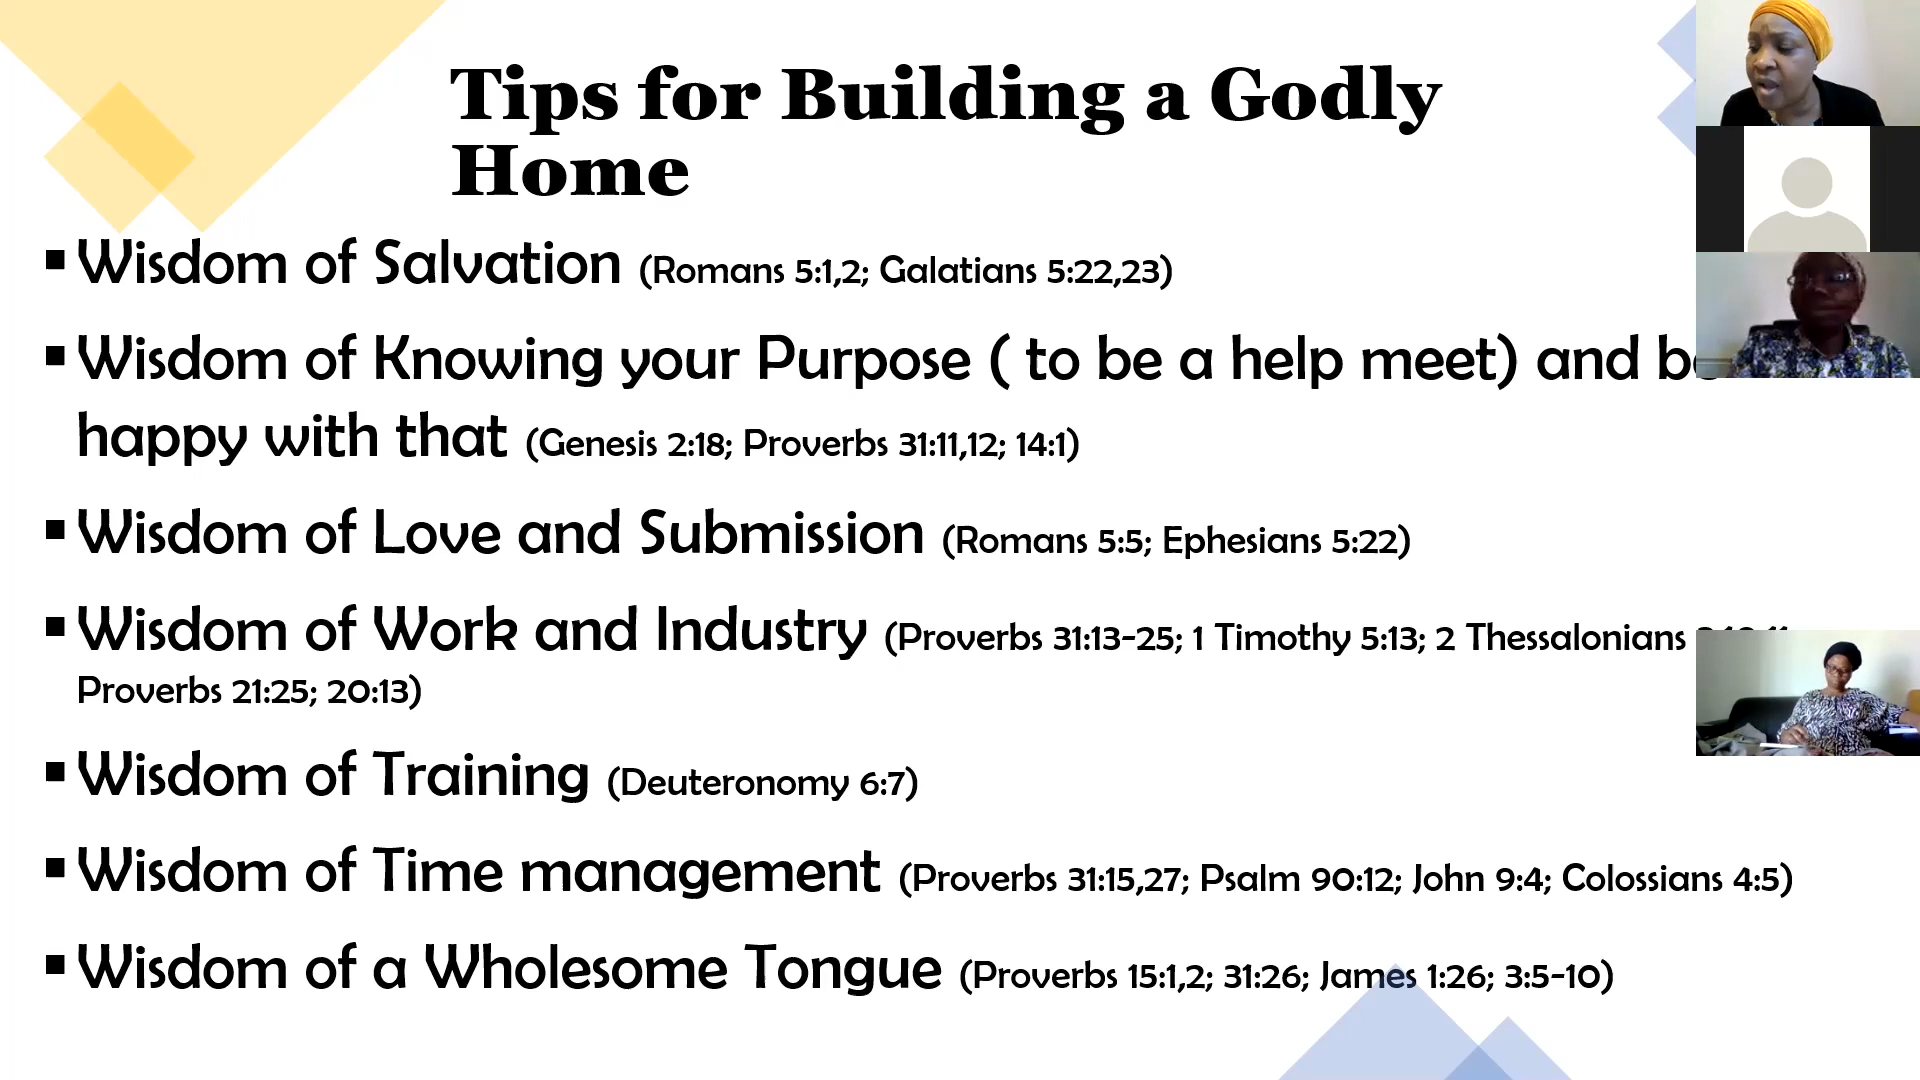 Tips for Building a Godly
Home
▪ Wisdom of Salvation (Romans 5:1,2; Galatians 5:22,23)
▪ Wisdom of Knowing your Purpose ( to be a help meet) and be
happy with that (Genesis 2:18; Proverbs 31:11,12; 14:1)
▪ Wisdom of Love and Submission (Romans 5:5; Ephesians 5:22)
▪ Wisdom of Work and Industry (Proverbs 31:13-25; 1 Timothy 5:13; 2 Thessalonians
Proverbs 21:25; 20:13)
▪ Wisdom of Training (Deuteronomy 6:7)
▪ Wisdom of Time management (Proverbs 31:15,27; Psalm 90:12; John 9:4; Colossians 4:5)
▪ Wisdom of a Wholesome Tongue (Proverbs 15:1,2; 31:26; James 1:26; 3:5-10)